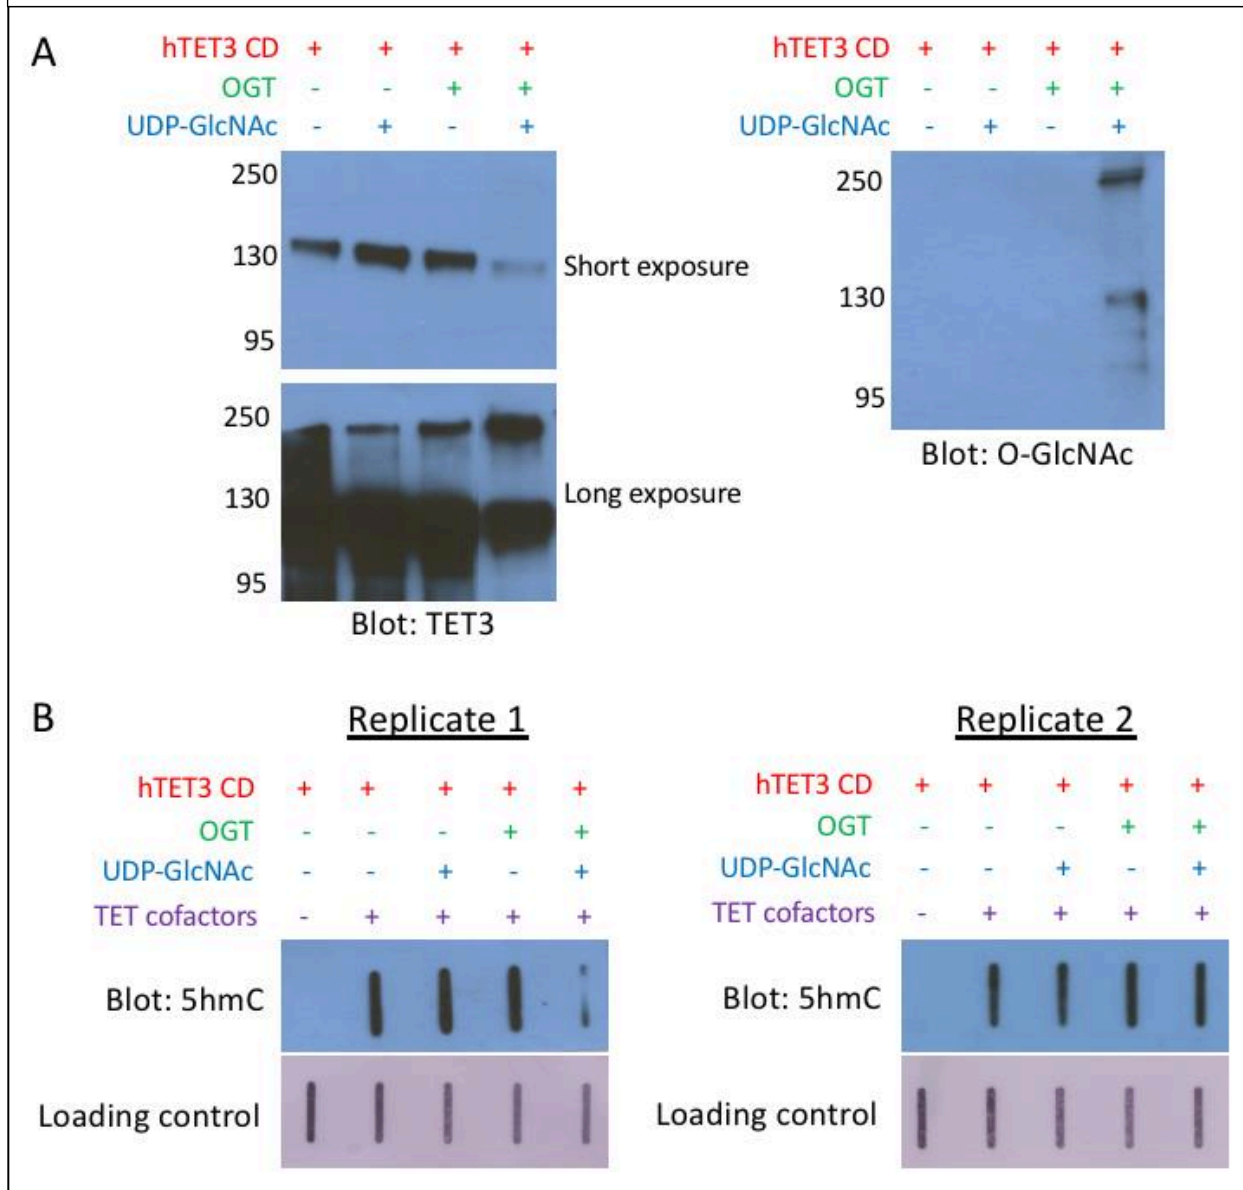 A
hTET3 CD + + + +
OGT - - + +
UDP-GlcNAc - + - +
250
130
95
Short exposure
250
130
95
Long exposure
Blot: TET3
hTET3 CD + + + +
OGT - - + +
UDP-GlcNAc - + - +
250
130
95
Blot: O-GlcNAc
B
Replicate 1
hTET3 CD + + + + +
OGT - - - + +
UDP-GlcNAc - - + - +
TET cofactors - + + + +
Blot: 5hmC
Loading control
Replicate 2
hTET3 CD + + + + +
OGT - - - + +
UDP-GlcNAc - - + - +
TET cofactors - + + + +
Blot: 5hmC
Loading control